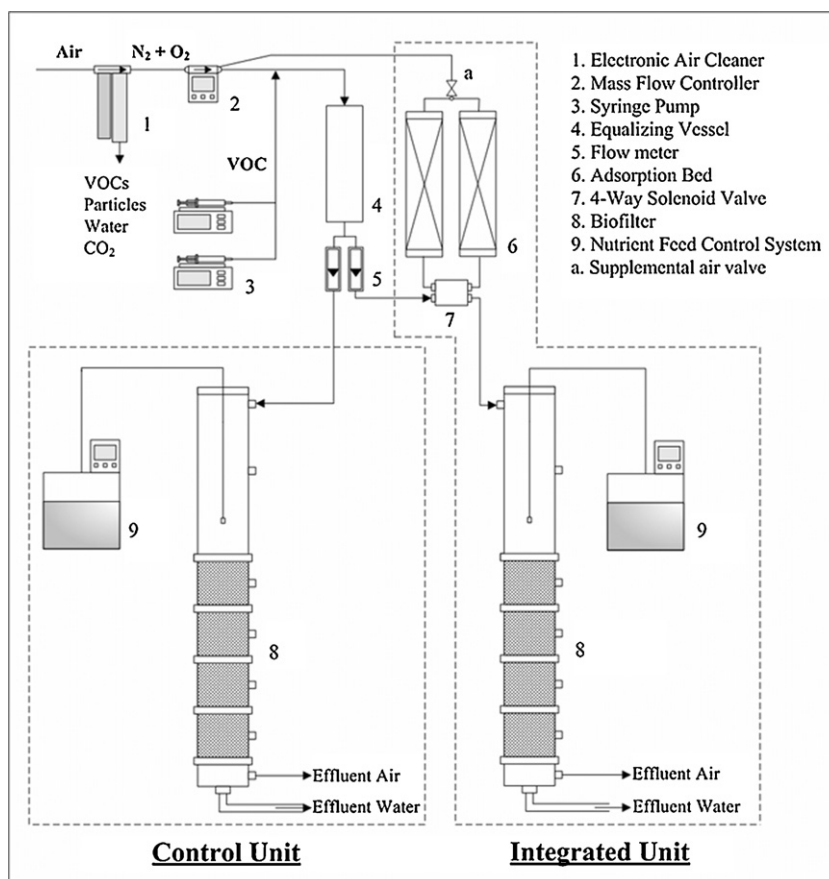 Air
N₂ + O₂
a
2
1
VOC
VOCs
Particles
Water
CO₂
4
3
5
6
7
1. Electronic Air Cleaner
2. Mass Flow Controller
3. Syringe Pump
4. Equalizing Vessel
5. Flow meter
6. Adsorption Bed
7. 4-Way Solenoid Valve
8. Biofilter
9. Nutrient Feed Control System
a. Supplemental air valve
9
8
Effluent Air
Effluent Water
Control Unit
9
8
Effluent Air
Effluent Water
Integrated Unit